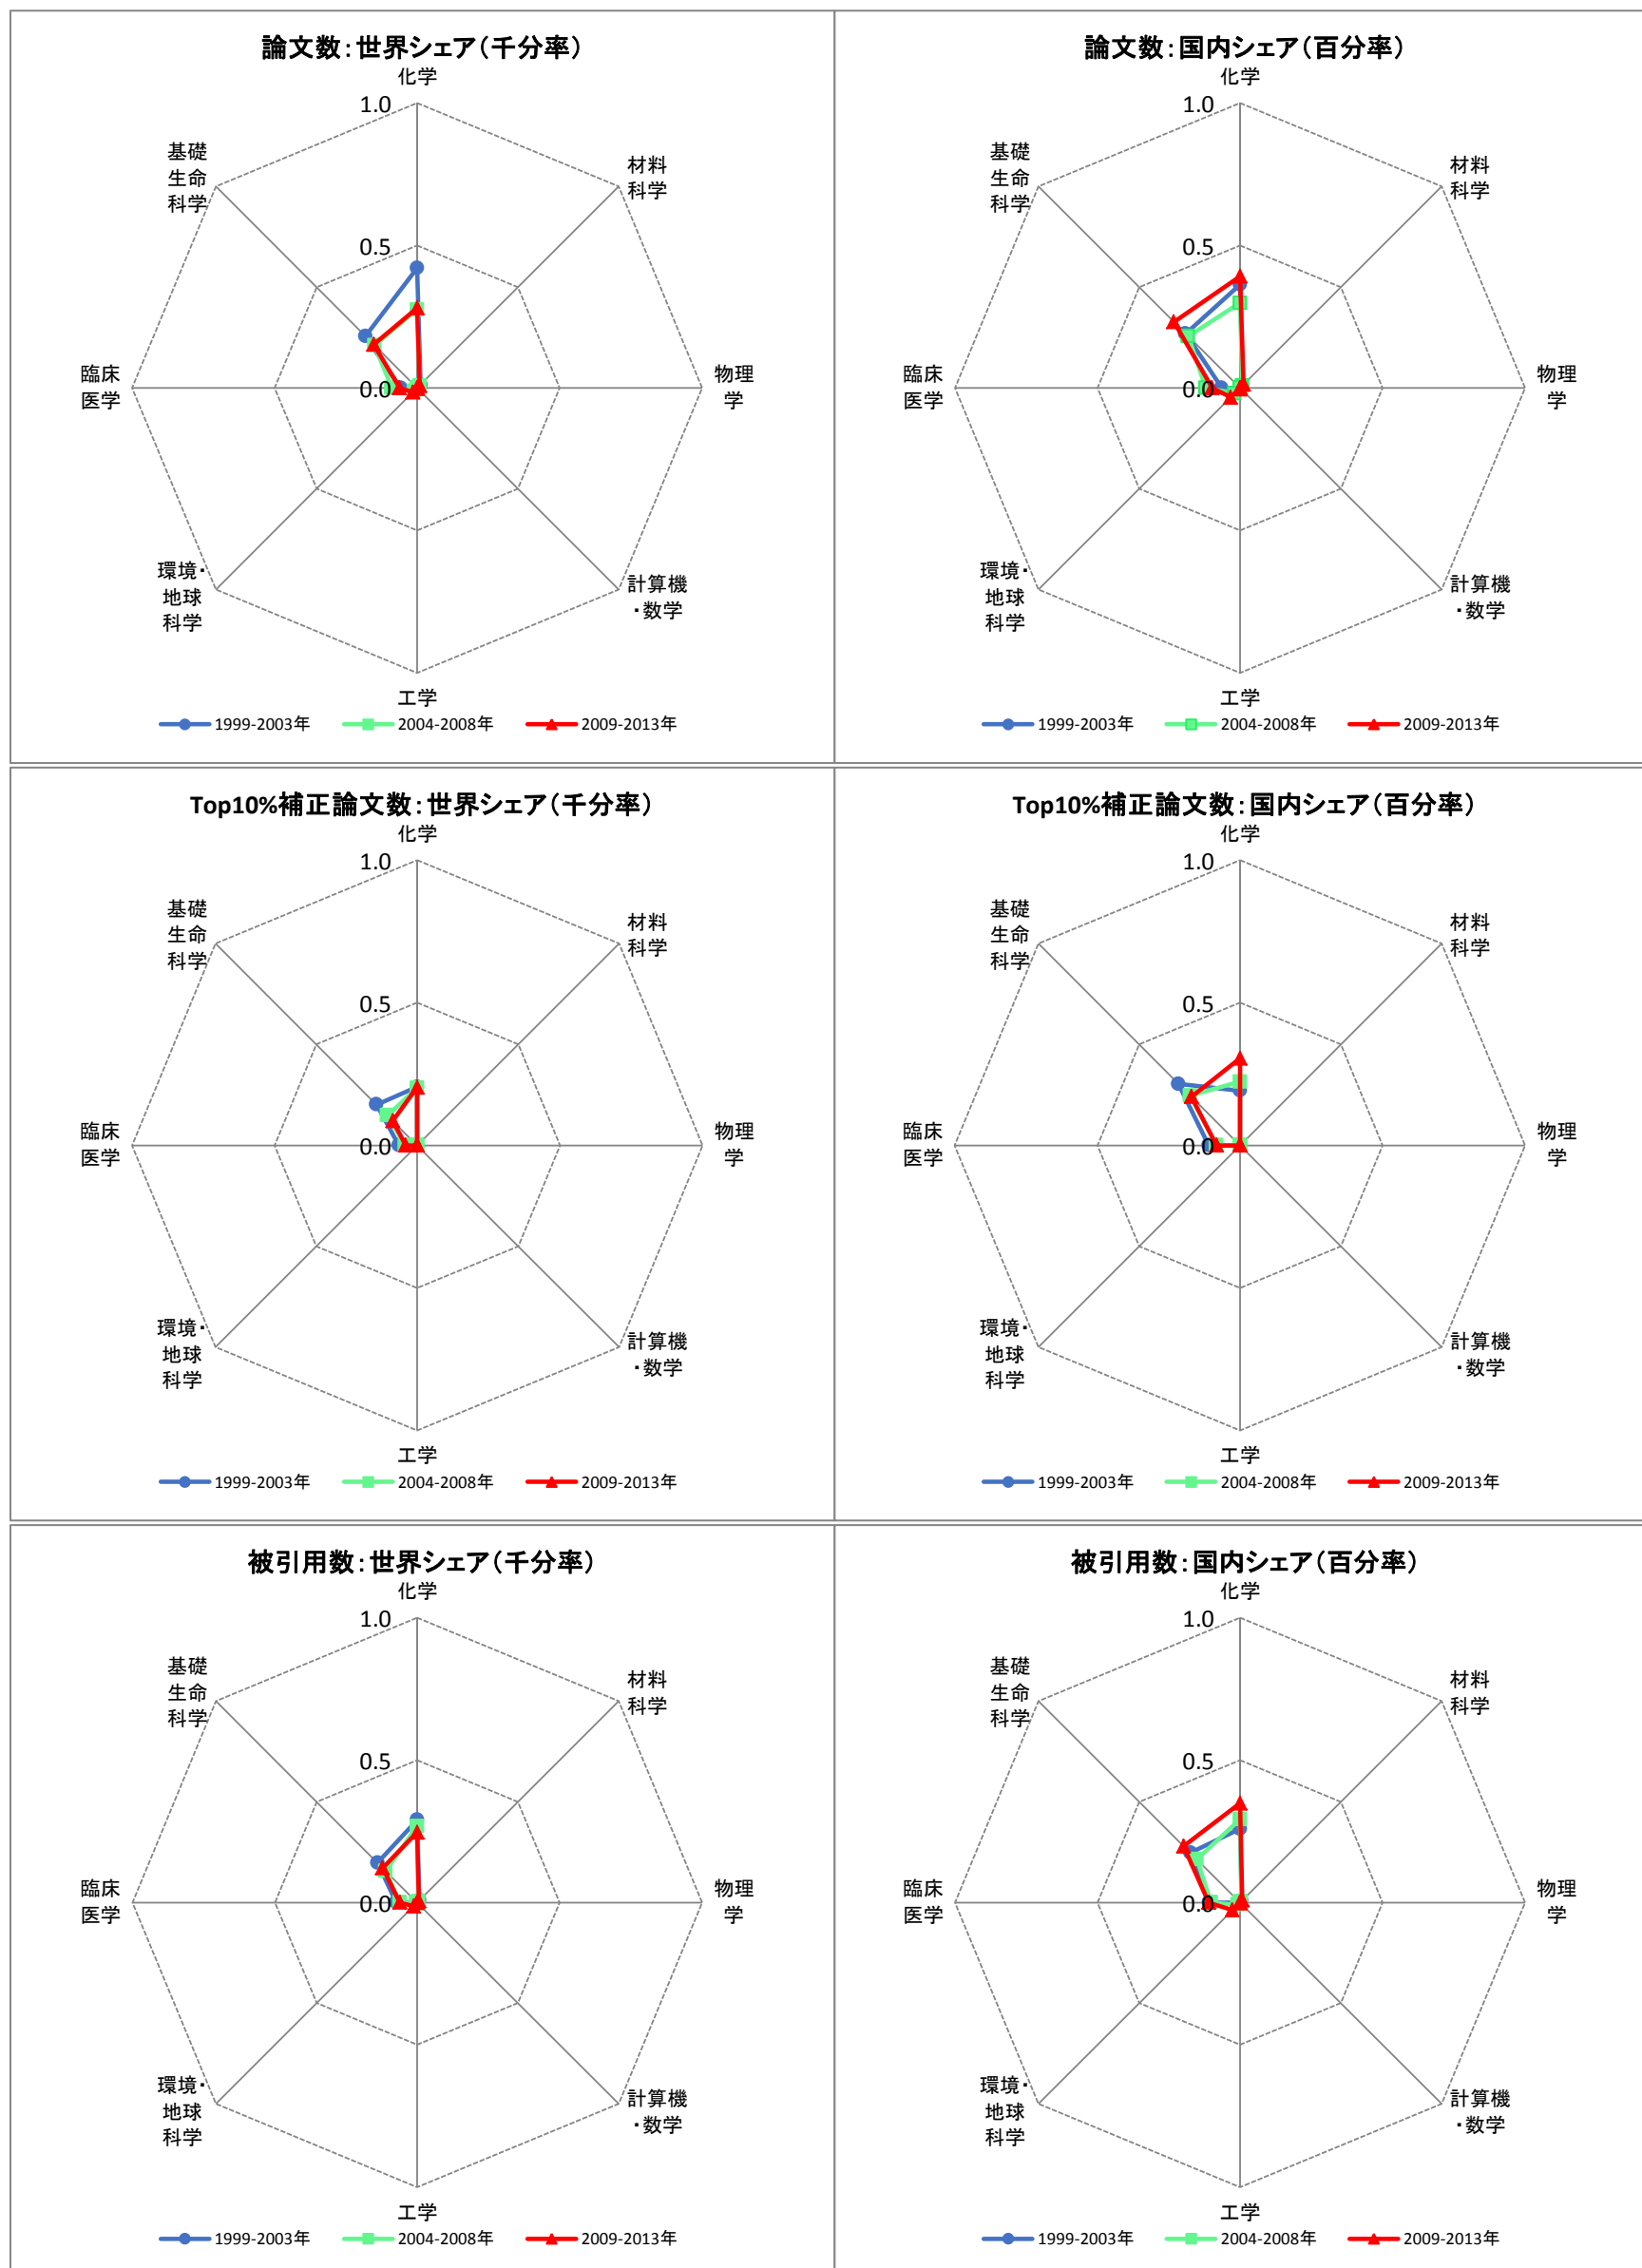 論文数：世界シェア（千分率）
化学
1.0
基礎
生命
科学
材料
科学
0.5
臨床
医学
0.0
物理
学
環境・
地球
科学
計算機
・数学
工学
1999-2003年 2004-2008年 2009-2013年
論文数：国内シェア（百分率）
化学
1.0
基礎
生命
科学
材料
科学
0.5
臨床
医学
0.0
物理
学
環境・
地球
科学
計算機
・数学
工学
1999-2003年 2004-2008年 2009-2013年
Top10%補正論文数：世界シェア（千分率）
化学
1.0
基礎
生命
科学
材料
科学
0.5
臨床
医学
0.0
物理
学
環境・
地球
科学
計算機
・数学
工学
1999-2003年 2004-2008年 2009-2013年
Top10%補正論文数：国内シェア（百分率）
化学
1.0
基礎
生命
科学
材料
科学
0.5
臨床
医学
0.0
物理
学
環境・
地球
科学
計算機
・数学
工学
1999-2003年 2004-2008年 2009-2013年
被引用数：世界シェア（千分率）
化学
1.0
基礎
生命
科学
材料
科学
0.5
臨床
医学
0.0
物理
学
環境・
地球
科学
計算機
・数学
工学
1999-2003年 2004-2008年 2009-2013年
被引用数：国内シェア（百分率）
化学
1.0
基礎
生命
科学
材料
科学
0.5
臨床
医学
0.0
物理
学
環境・
地球
科学
計算機
・数学
工学
1999-2003年 2004-2008年 2009-2013年